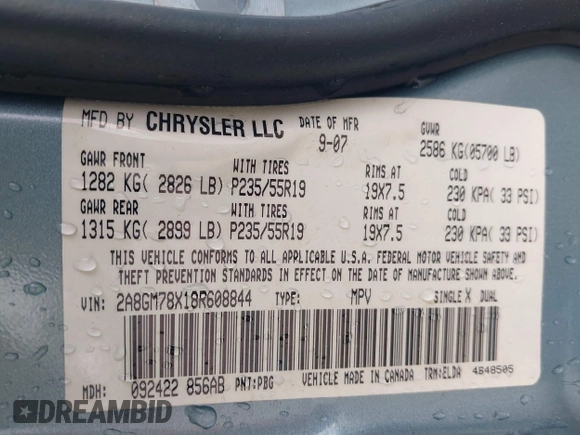 MFD BY CHRYSLER LLC DATE OF MFR 9-07 GVWR 2586 KG(05700 LB)
GAWR FRONT WITH TIRES RIMS AT COLD
1282 KG( 2826 LB) P235/55R19 19X7.5 230 KPA( 33 PSI)
GAWR REAR WITH TIRES RIMS AT COLD
1315 KG( 2899 LB) P235/55R19 19X7.5 230 KPA( 33 PSI)
THIS VEHICLE CONFORMS TO ALL APPLICABLE U.S.A. FEDERAL MOTOR VEHICLE SAFETY AND
THEFT PREVENTION STANDARDS IN EFFECT ON THE DATE OF MANUFACTURE SHOWN ABOVE.
VIN: 2A8GM78X18R608844 TYPE: MPV SINGLE X DUAL
MDH: 092422 856AB PNT:PBG VEHICLE MADE IN CANADA TRM:ELDA 4648505
DREAMBID